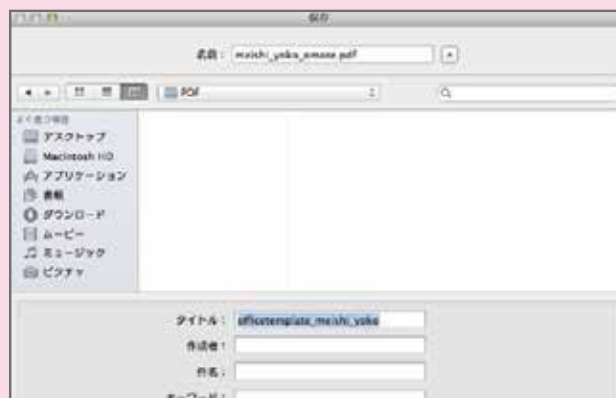 保存
名前： meishi_yoko_omote.pdf
PDF
よく使う項目
デスクトップ
Macintosh HD
アプリケーション
書類
ダウンロード
ムービー
ミュージック
ピクチャ
タイトル： officetemplate_meishi_yoko
作成者：
件名：
キーワード：